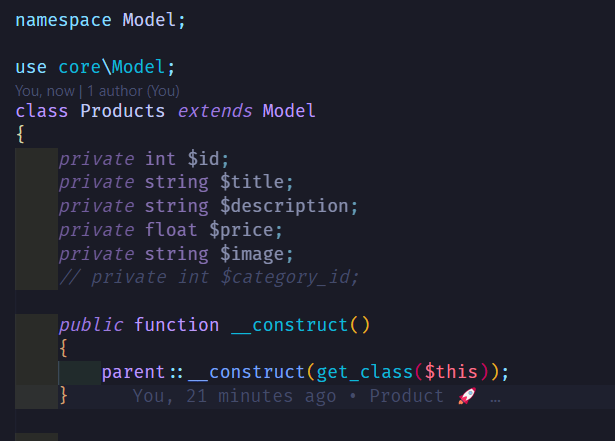 namespace Model;
use core\Model;
You, now | 1 author (You)
class Products extends Model
{
private int $id;
private string $title;
private string $description;
private float $price;
private string $image;
// private int $category_id;
public function __construct()
{
parent::__construct(get_class($this));
} You, 21 minutes ago • Product 🚀 …